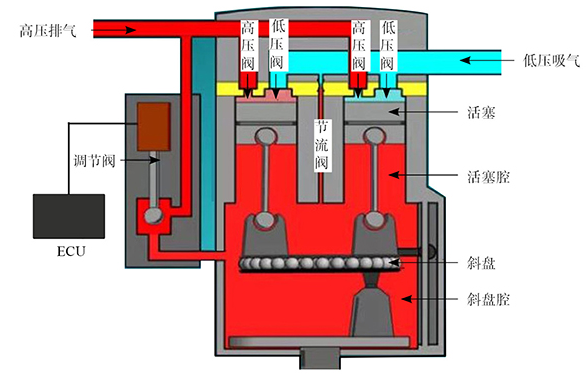 高压排气
高压阀
低压阀
高压阀
低压阀
低压吸气
活塞
节流阀
调节阀
活塞腔
ECU
斜盘
斜盘腔